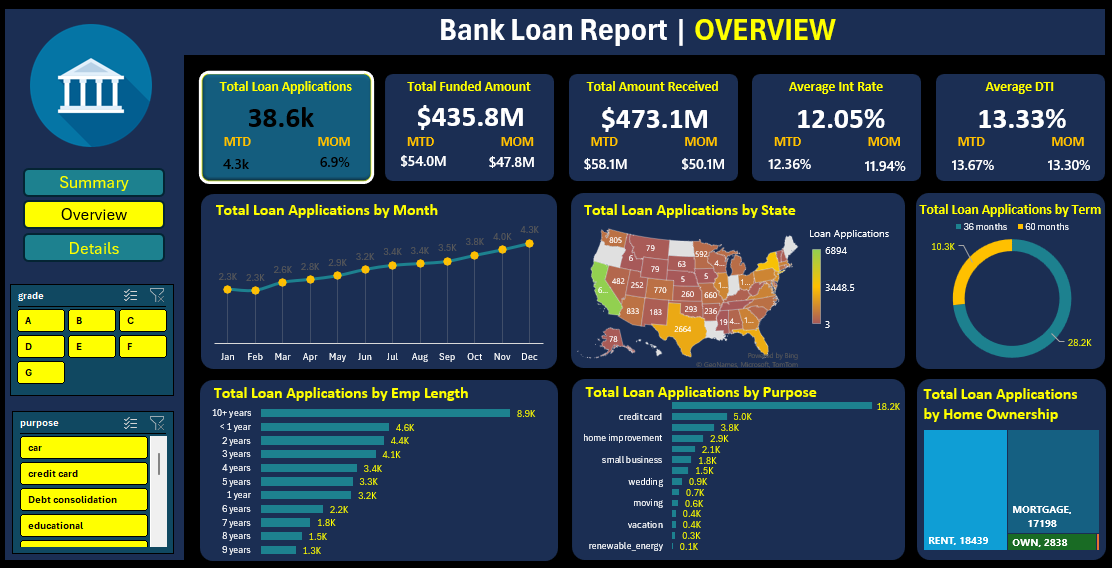 Bank Loan Report | OVERVIEW
Total Loan Applications
38.6k
MTD MOM
4.3k 6.9%
Total Funded Amount
$435.8M
MTD MOM
$54.0M $47.8M
Total Amount Received
$473.1M
MTD MOM
$58.1M $50.1M
Average Int Rate
12.05%
MTD MOM
12.36% 11.94%
Average DTI
13.33%
MTD MOM
13.67% 13.30%
Summary
Overview
Details
grade
A B C
D E F
G
purpose
car
credit card
Debt consolidation
educational
Total Loan Applications by Month
2.3K 2.3K 2.6K 2.8K 2.9K 3.2K 3.4K 3.4K 3.5K 3.8K 4.0K 4.3K
Jan Feb Mar Apr May Jun Jul Aug Sep Oct Nov Dec
Total Loan Applications by State
Loan Applications
6894
3448.5
3
805
79
592
6
63
4...
79
5
5
6...
482
252
770
260
660
1...
1...
833
183
293
236
2664
19
4...
1...
78
Powered by Bing
© GeoNames, Microsoft, TomTom
Total Loan Applications by Term
36 months 60 months
10.3K
28.2K
Total Loan Applications by Emp Length
10+ years 8.9K
< 1 year 4.6K
2 years 4.4K
3 years 4.1K
4 years 3.4K
5 years 3.3K
1 year 3.2K
6 years 2.2K
7 years 1.8K
8 years 1.5K
9 years 1.3K
Total Loan Applications by Purpose
18.2K
credit card 5.0K
3.8K
home improvement 2.9K
2.1K
small business 1.8K
1.5K
wedding 0.9K
0.7K
moving 0.6K
0.4K
vacation 0.4K
0.3K
renewable_energy 0.1K
Total Loan Applications
by Home Ownership
RENT, 18439
MORTGAGE,
17198
OWN, 2838